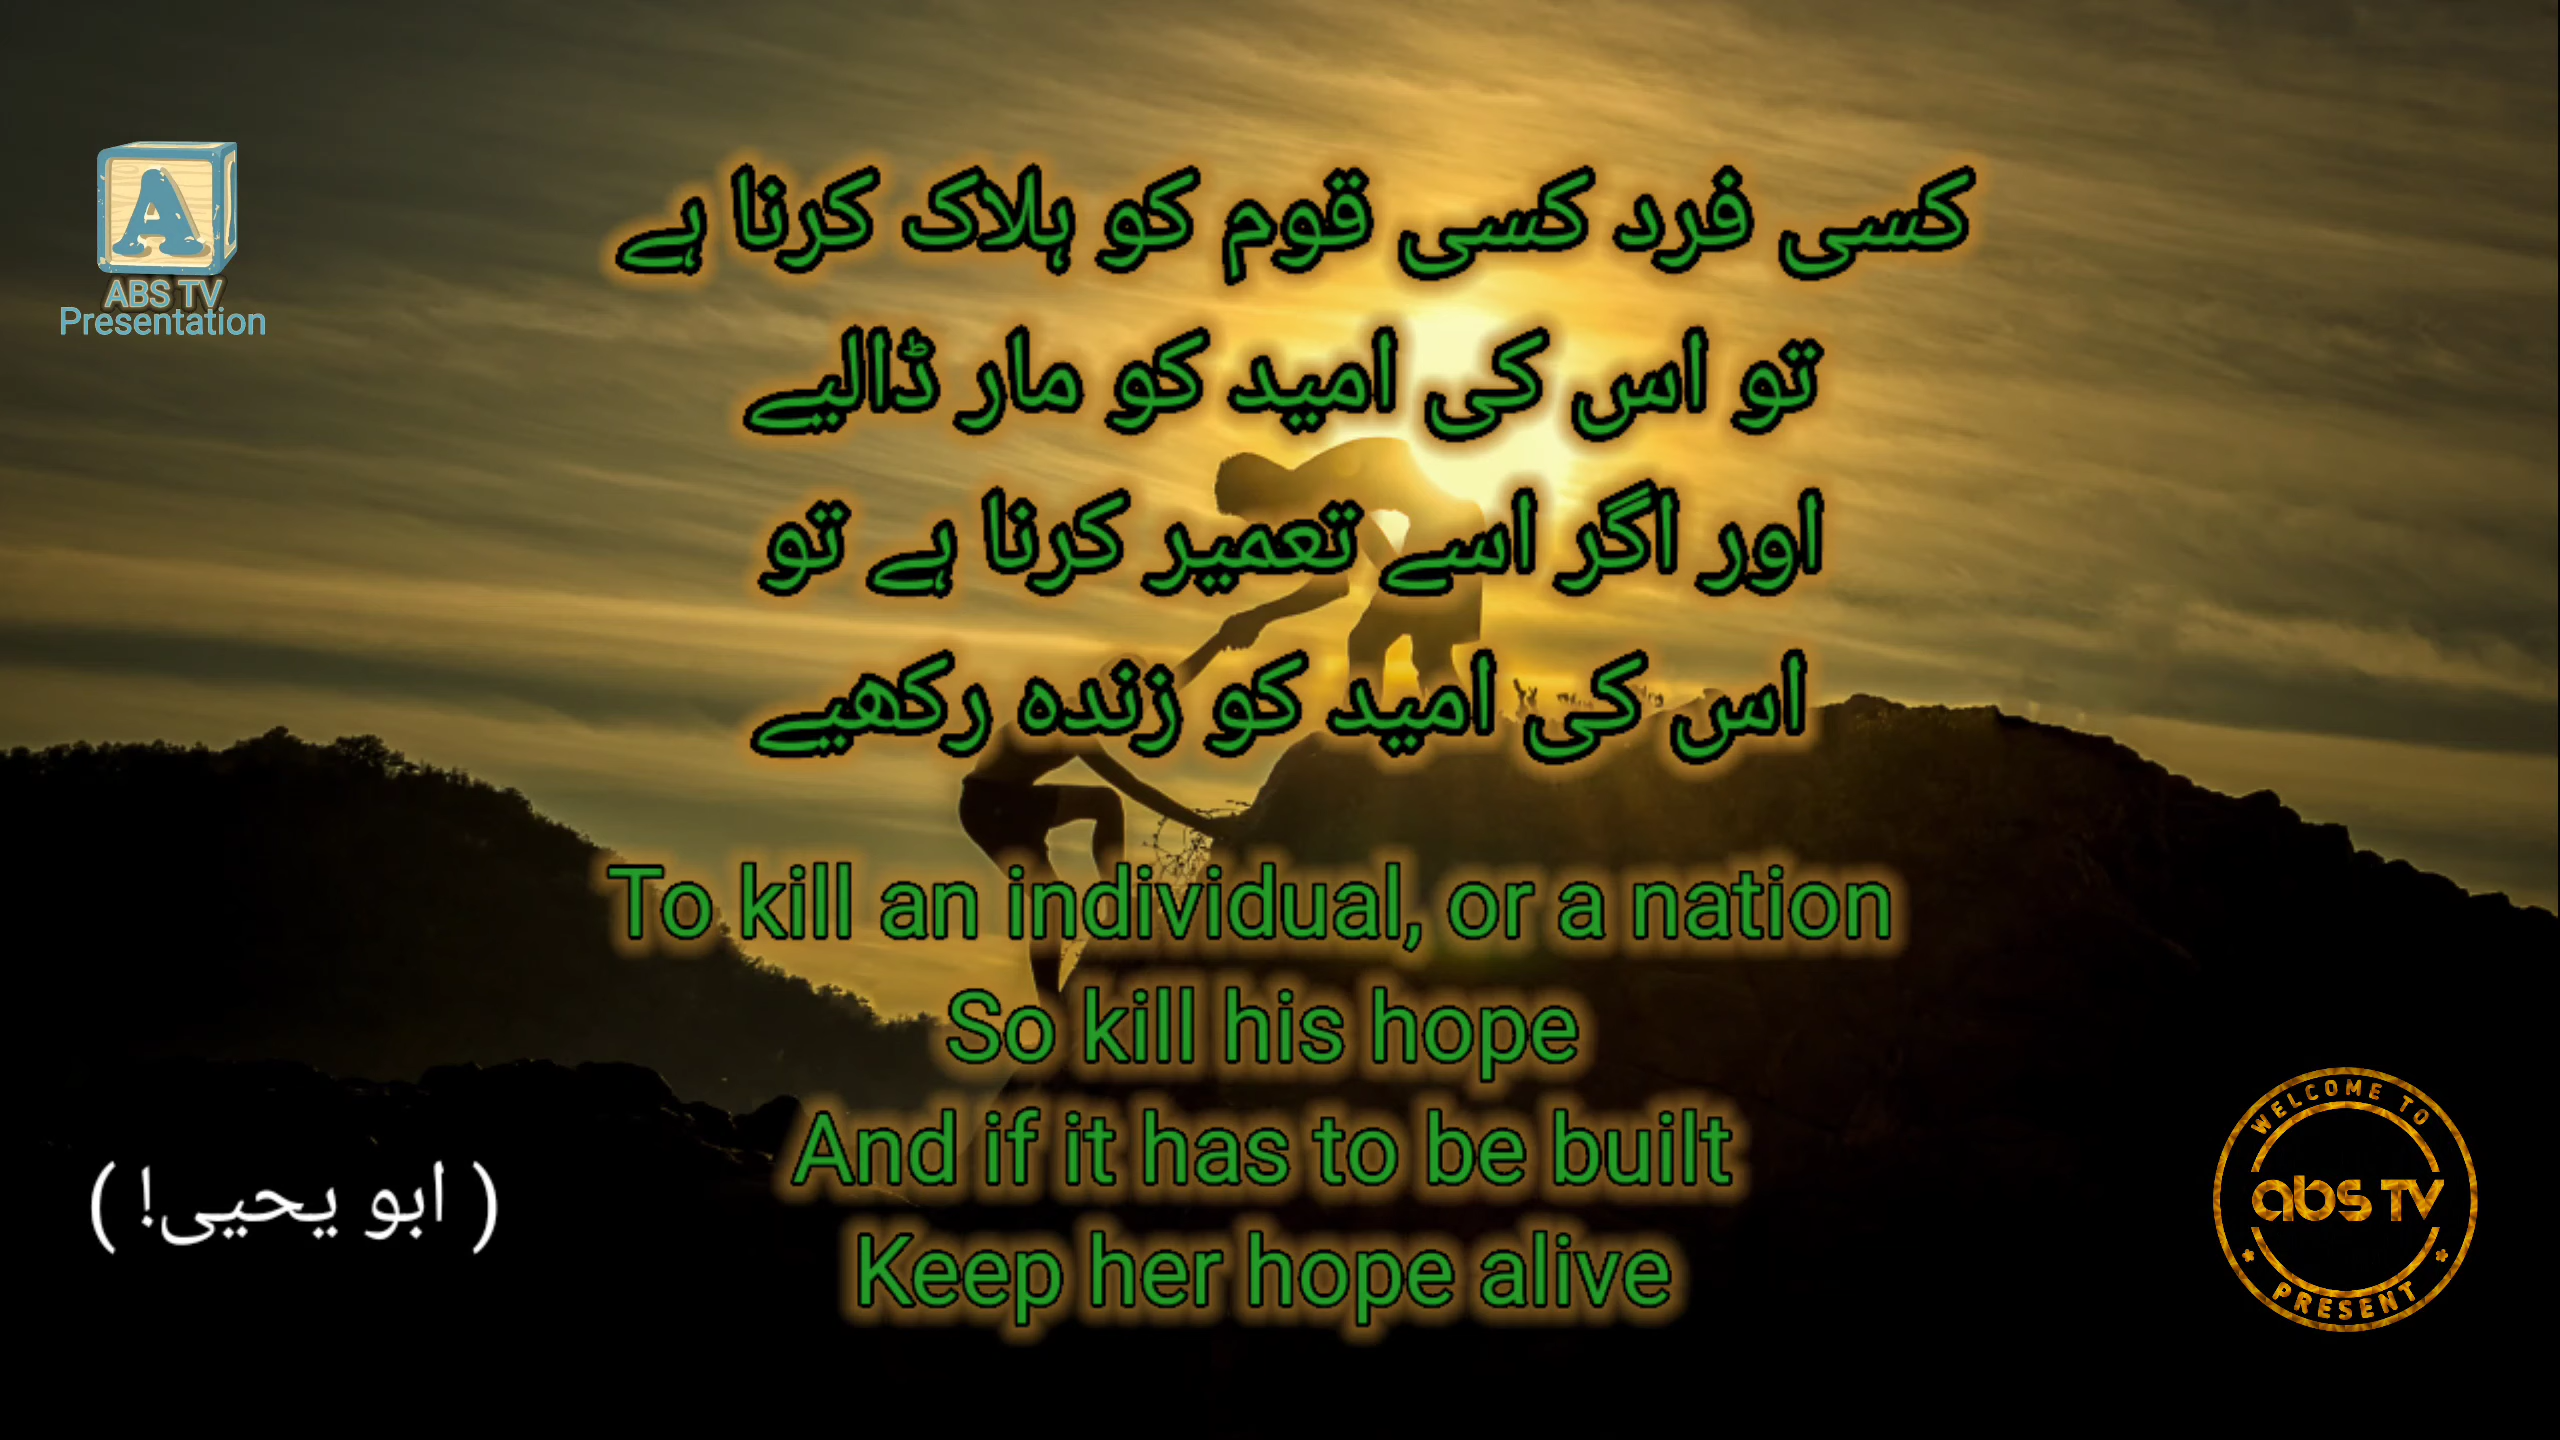 A
ABS TV
Presentation
کسی فرد کسی قوم کو ہلاک کرنا ہے
تو اس کی امید کو مار ڈالیے
اور اگر اسے تعمیر کرنا ہے تو
اس کی امید کو زندہ رکھیے
To kill an individual, or a nation
So kill his hope
And if it has to be built
Keep her hope alive
( ابو یحیی! )
WELCOME TO
abs TV
PRESENT